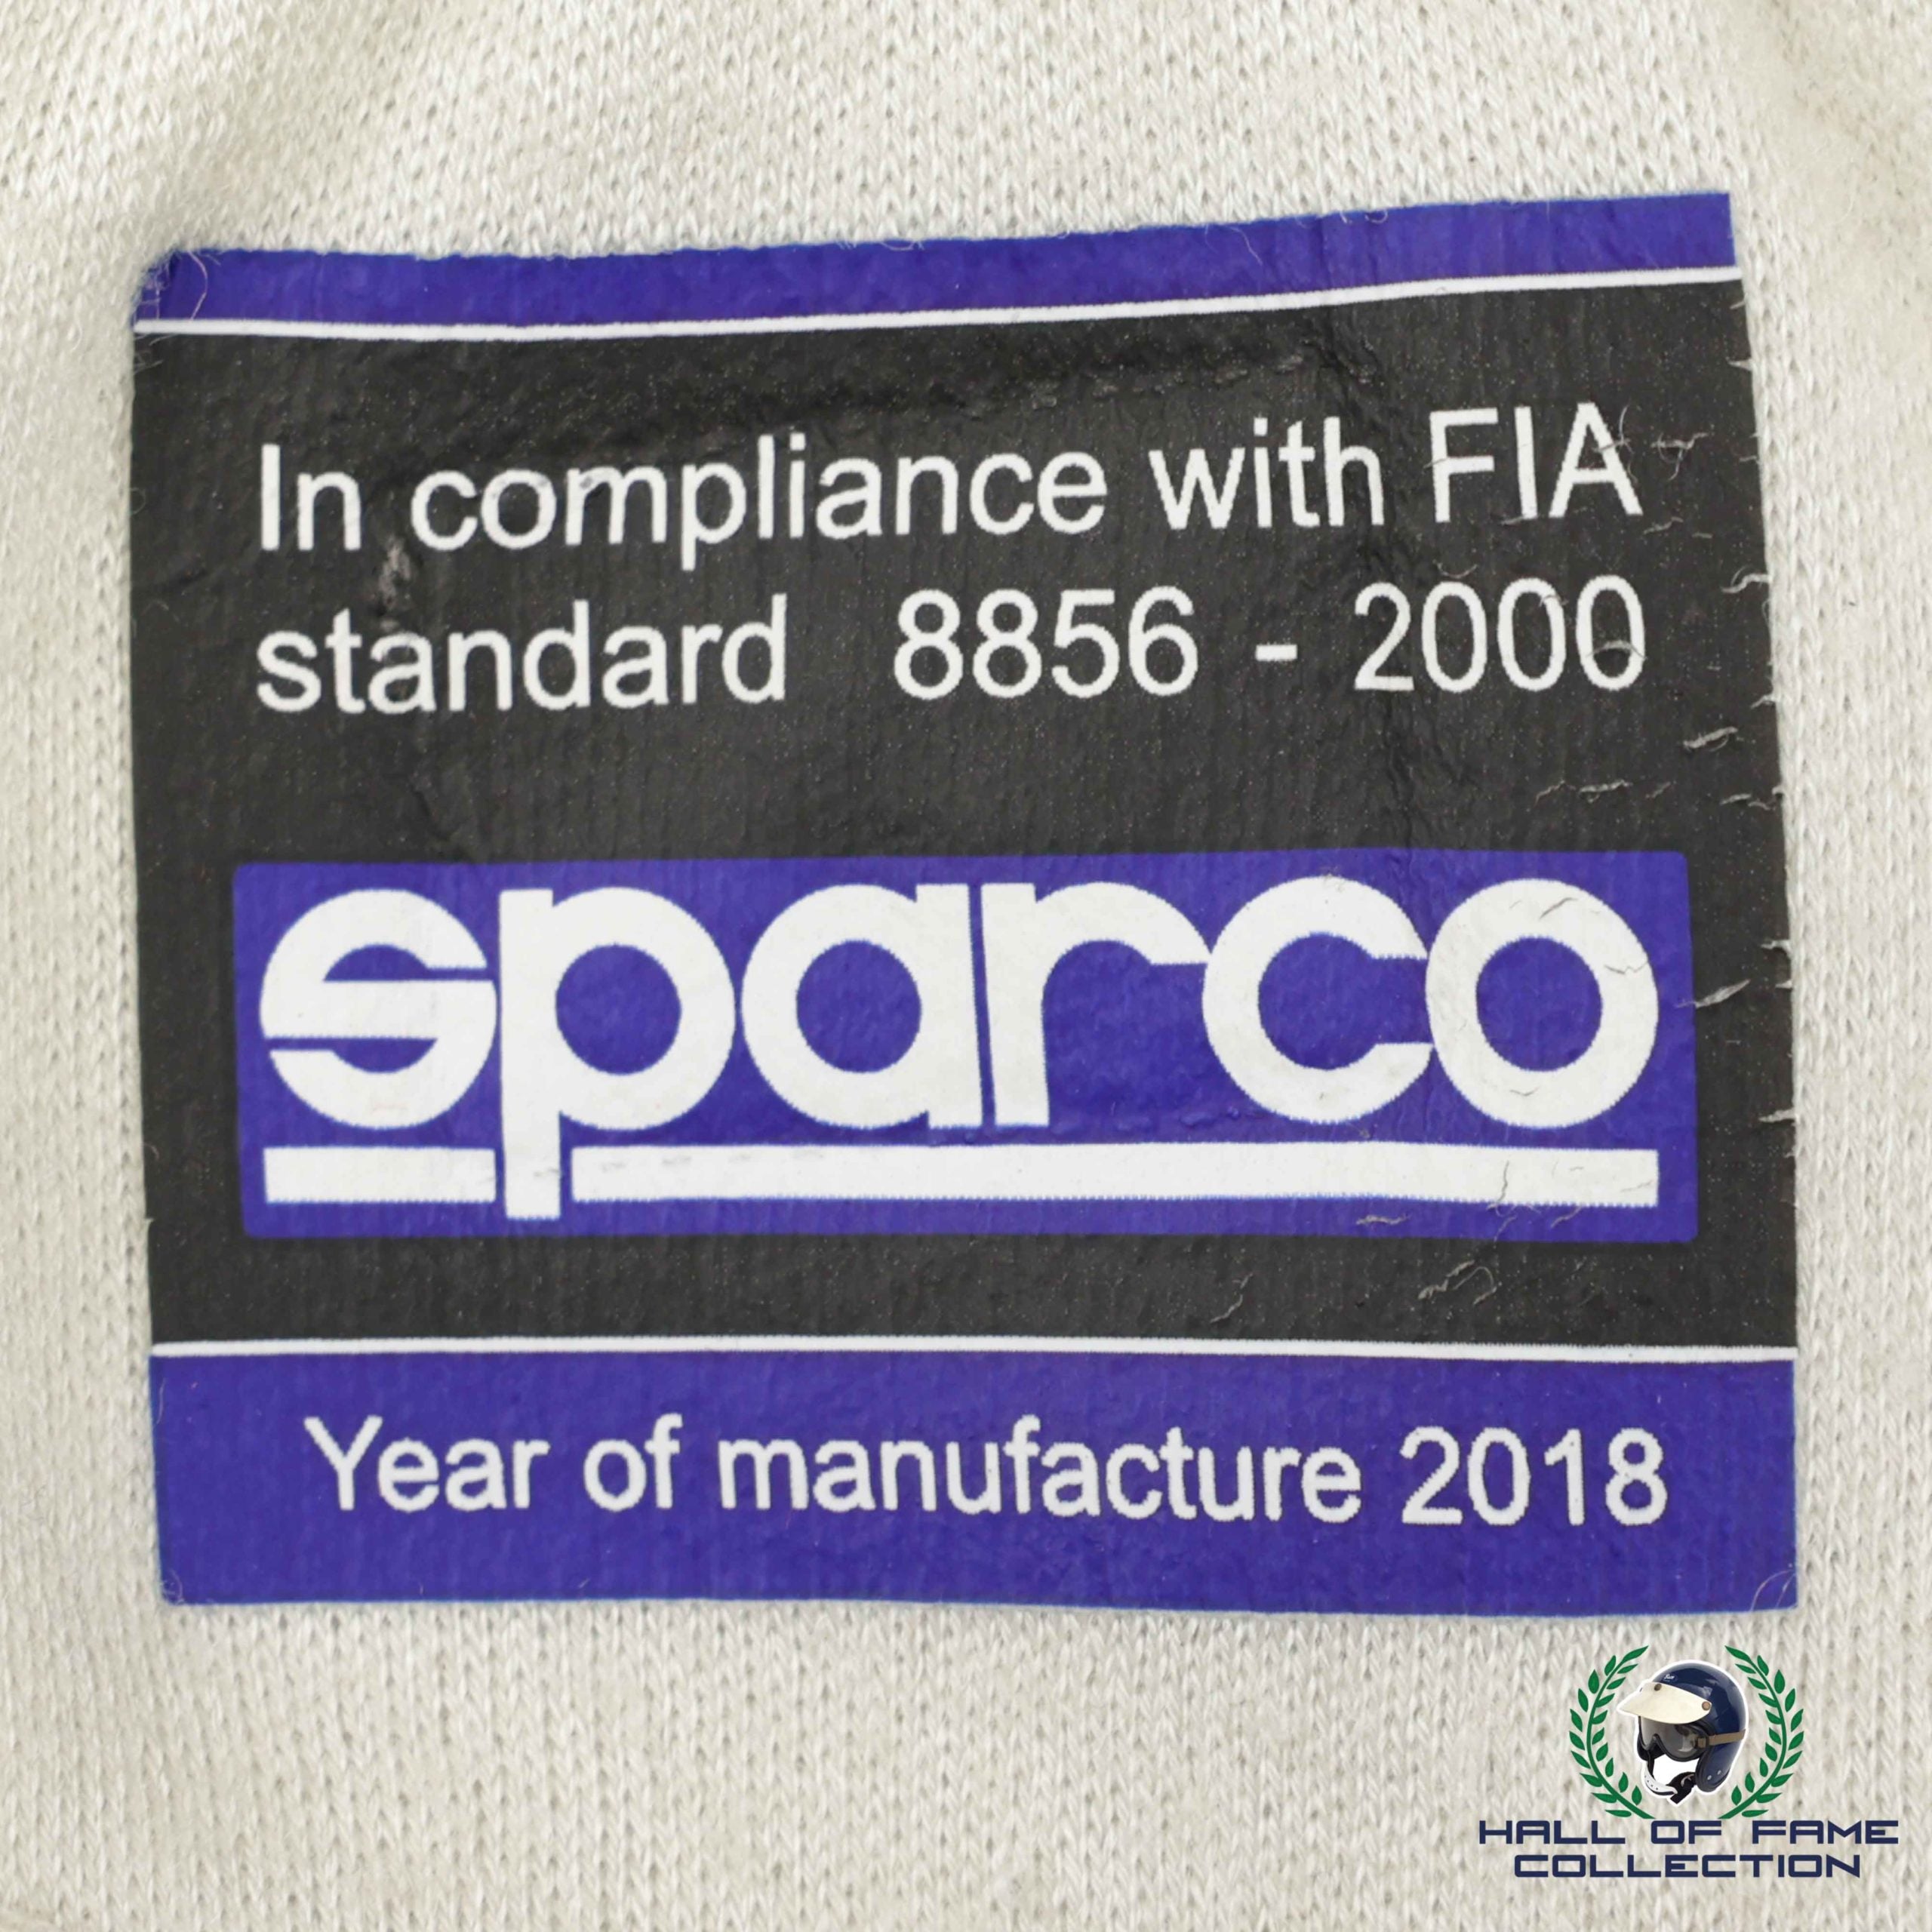 In compliance with FIA
standard 8856 - 2000
sparco
Year of manufacture 2018
HALL OF FAME
COLLECTION